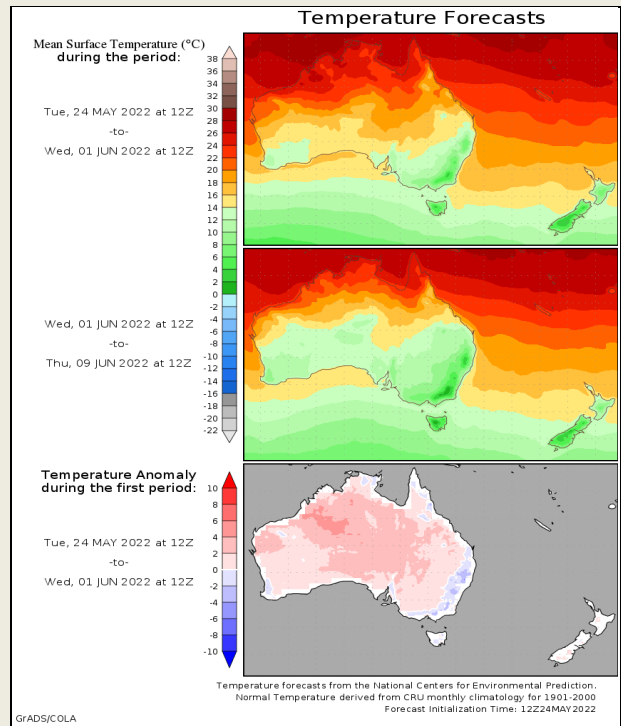 Temperature Forecasts
Mean Surface Temperature (°C)
during the period:
Tue, 24 MAY 2022 at 12Z
-to-
Wed, 01 JUN 2022 at 12Z
38
36
34
32
30
28
26
24
22
20
18
16
14
12
10
8
6
4
2
0
-2
-4
-6
-8
-10
-12
-14
-16
-18
-20
-22
Wed, 01 JUN 2022 at 12Z
-to-
Thu, 09 JUN 2022 at 12Z
Temperature Anomaly
during the first period:
Tue, 24 MAY 2022 at 12Z
-to-
Wed, 01 JUN 2022 at 12Z
10
8
6
4
2
0
-2
-4
-6
-8
-10
Temperature forecasts from the National Centers for Environmental Prediction.
Normal Temperature derived from CRU monthly climatology for 1901-2000
Forecast Initialization Time: 12Z24MAY2022
GrADS/COLA